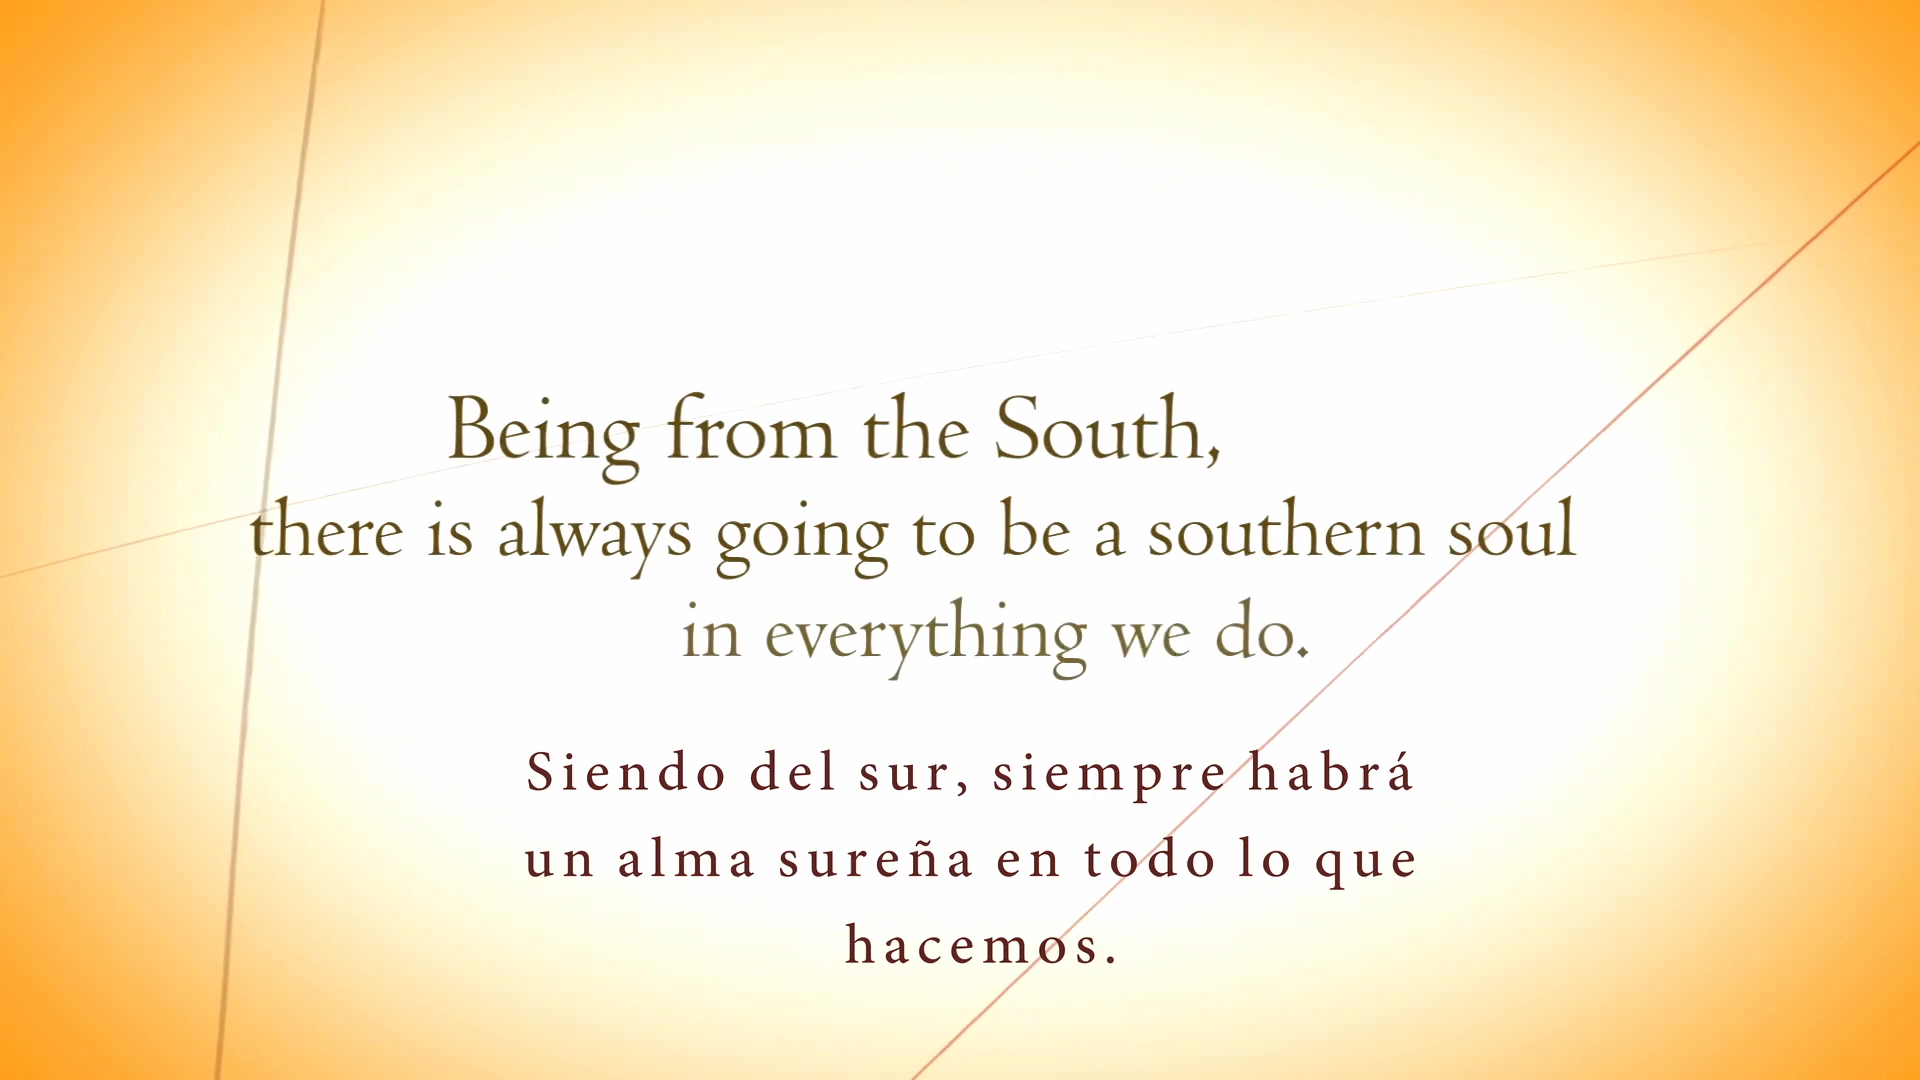 Being from the South,
there is always going to be a southern soul
in everything we do.
Siendo del sur, siempre habrá
un alma sureña en todo lo que
hacemos.